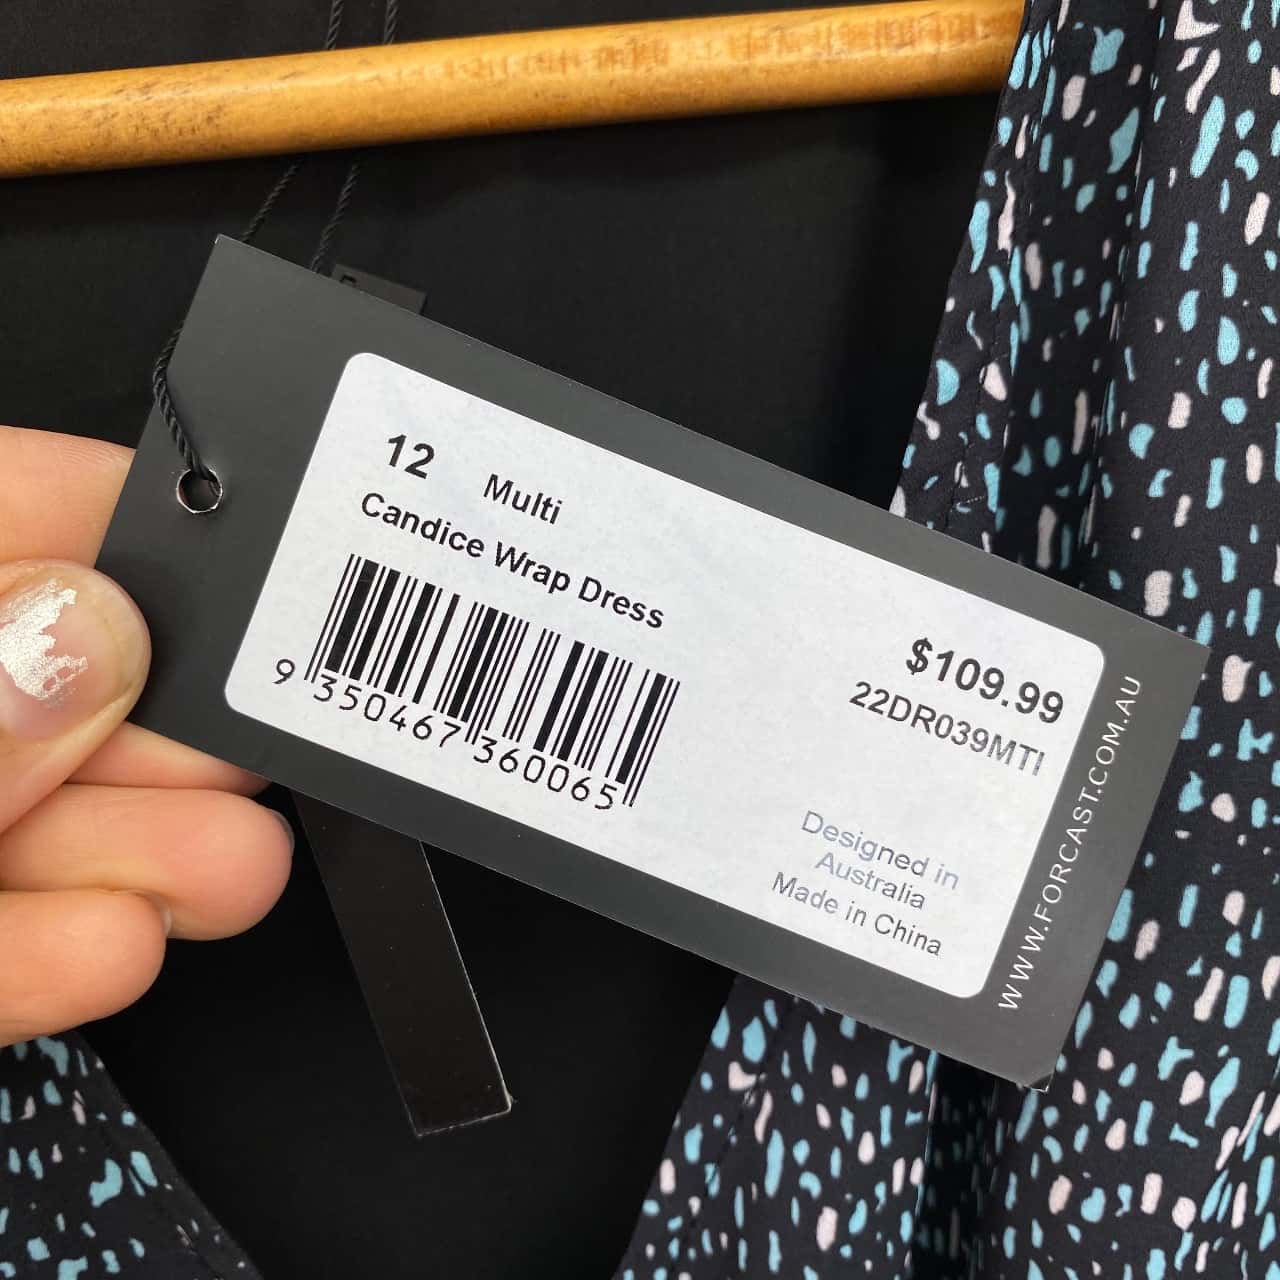 12 Multi
Candice Wrap Dress
9 350467 360065
$109.99
22DR039MTI
Designed in
Australia
Made in China
WWW.FORCAST.COM.AU